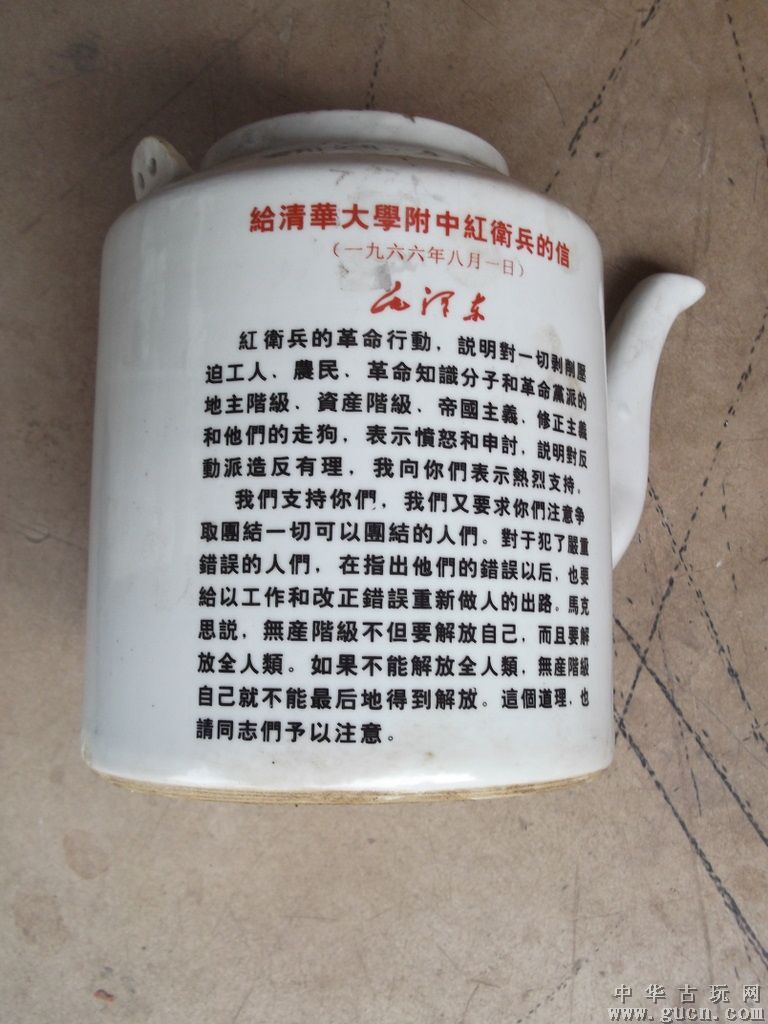 給清華大學附中紅衛兵的信
(一九六六年八月一日)
毛澤东
紅衛兵的革命行動，説明對一切剥削壓
迫工人、農民、革命知識分子和革命黨派的
地主階級、資産階級、帝國主義、修正主義
和他們的走狗，表示憤怒和申討，説明對反
動派造反有理，我向你們表示熱烈支持。
我們支持你們，我們又要求你們注意争
取團結一切可以團結的人們。對于犯了嚴重
錯誤的人們，在指出他們的錯誤以后，也要
給以工作和改正錯誤重新做人的出路。馬克
思説，無産階級不但要解放自己，而且要解
放全人類。如果不能解放全人類，無産階級
自己就不能最后地得到解放。這個道理，也
請同志們予以注意。
中华古玩网
www.gucn.com